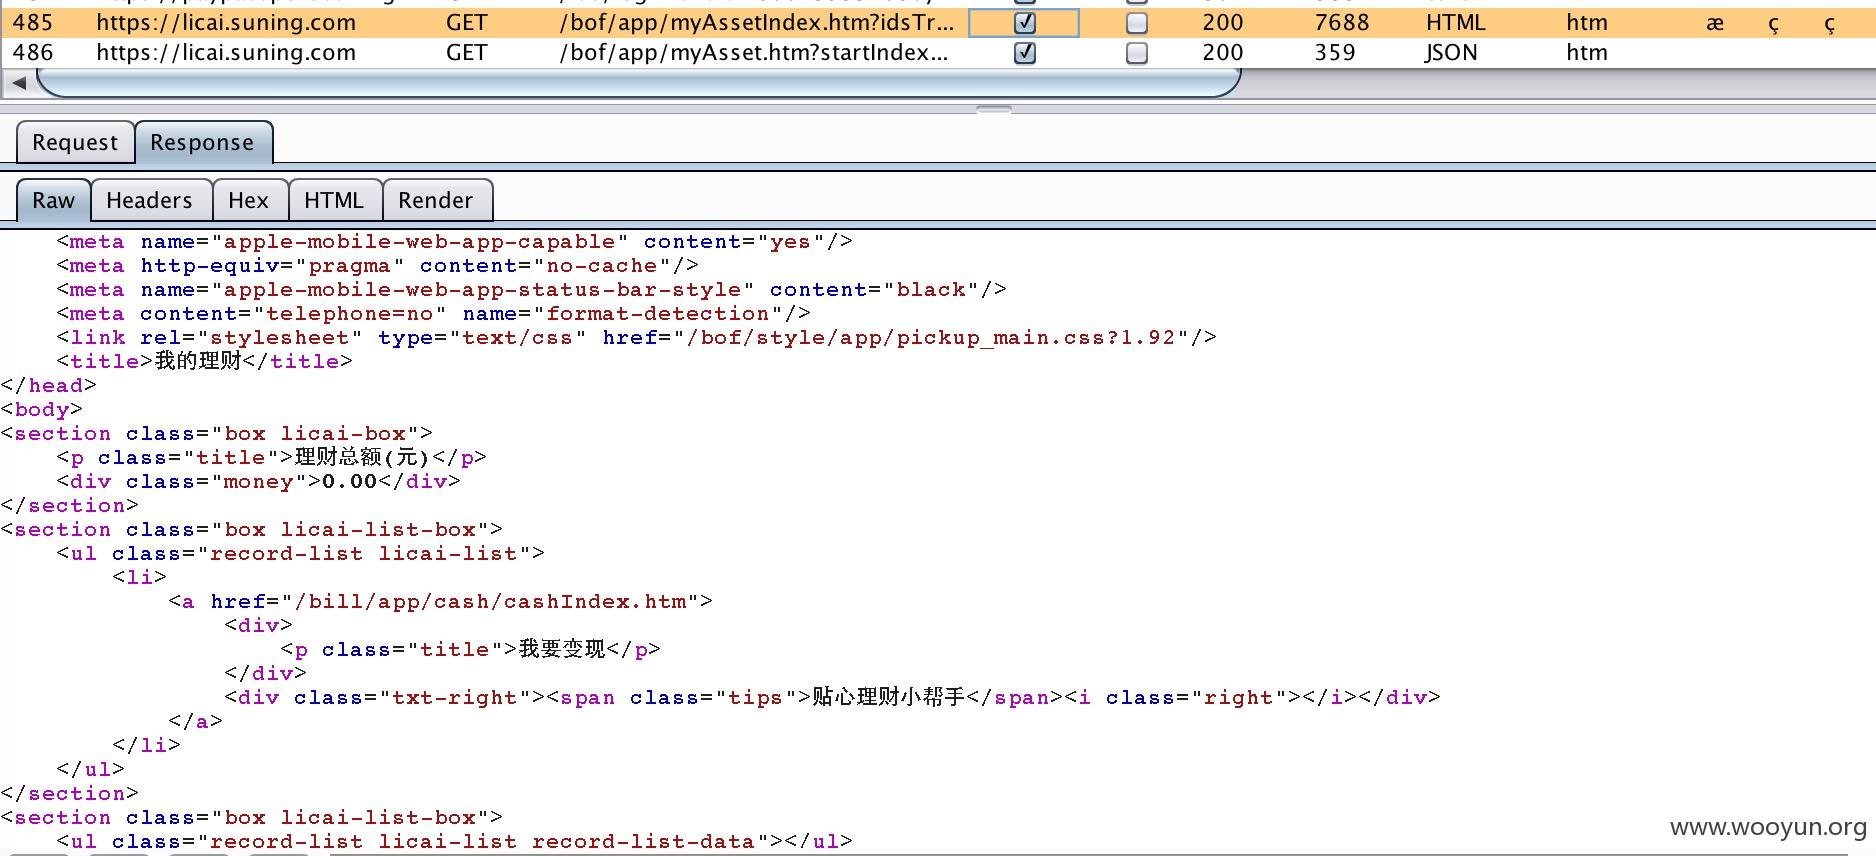 485 https://licai.suning.com GET /bof/app/myAssetIndex.htm?idsTr... 200 7688 HTML htm æ ç ç
486 https://licai.suning.com GET /bof/app/myAsset.htm?startIndex... 200 359 JSON htm
Request Response
Raw Headers Hex HTML Render
<meta name="apple-mobile-web-app-capable" content="yes"/>
<meta http-equiv="pragma" content="no-cache"/>
<meta name="apple-mobile-web-app-status-bar-style" content="black"/>
<meta content="telephone=no" name="format-detection"/>
<link rel="stylesheet" type="text/css" href="/bof/style/app/pickup_main.css?1.92"/>
<title>我的理财</title>
</head>
<body>
<section class="box licai-box">
<p class="title">理财总额(元)</p>
<div class="money">0.00</div>
</section>
<section class="box licai-list-box">
<ul class="record-list licai-list">
<li>
<a href="/bill/app/cash/cashIndex.htm">
<div>
<p class="title">我要变现</p>
</div>
<div class="txt-right"><span class="tips">贴心理财小帮手</span><i class="right"></i></div>
</a>
</li>
</ul>
</section>
<section class="box licai-list-box">
<ul class="record-list licai-list record-list-data"></ul>
www.wooyun.org